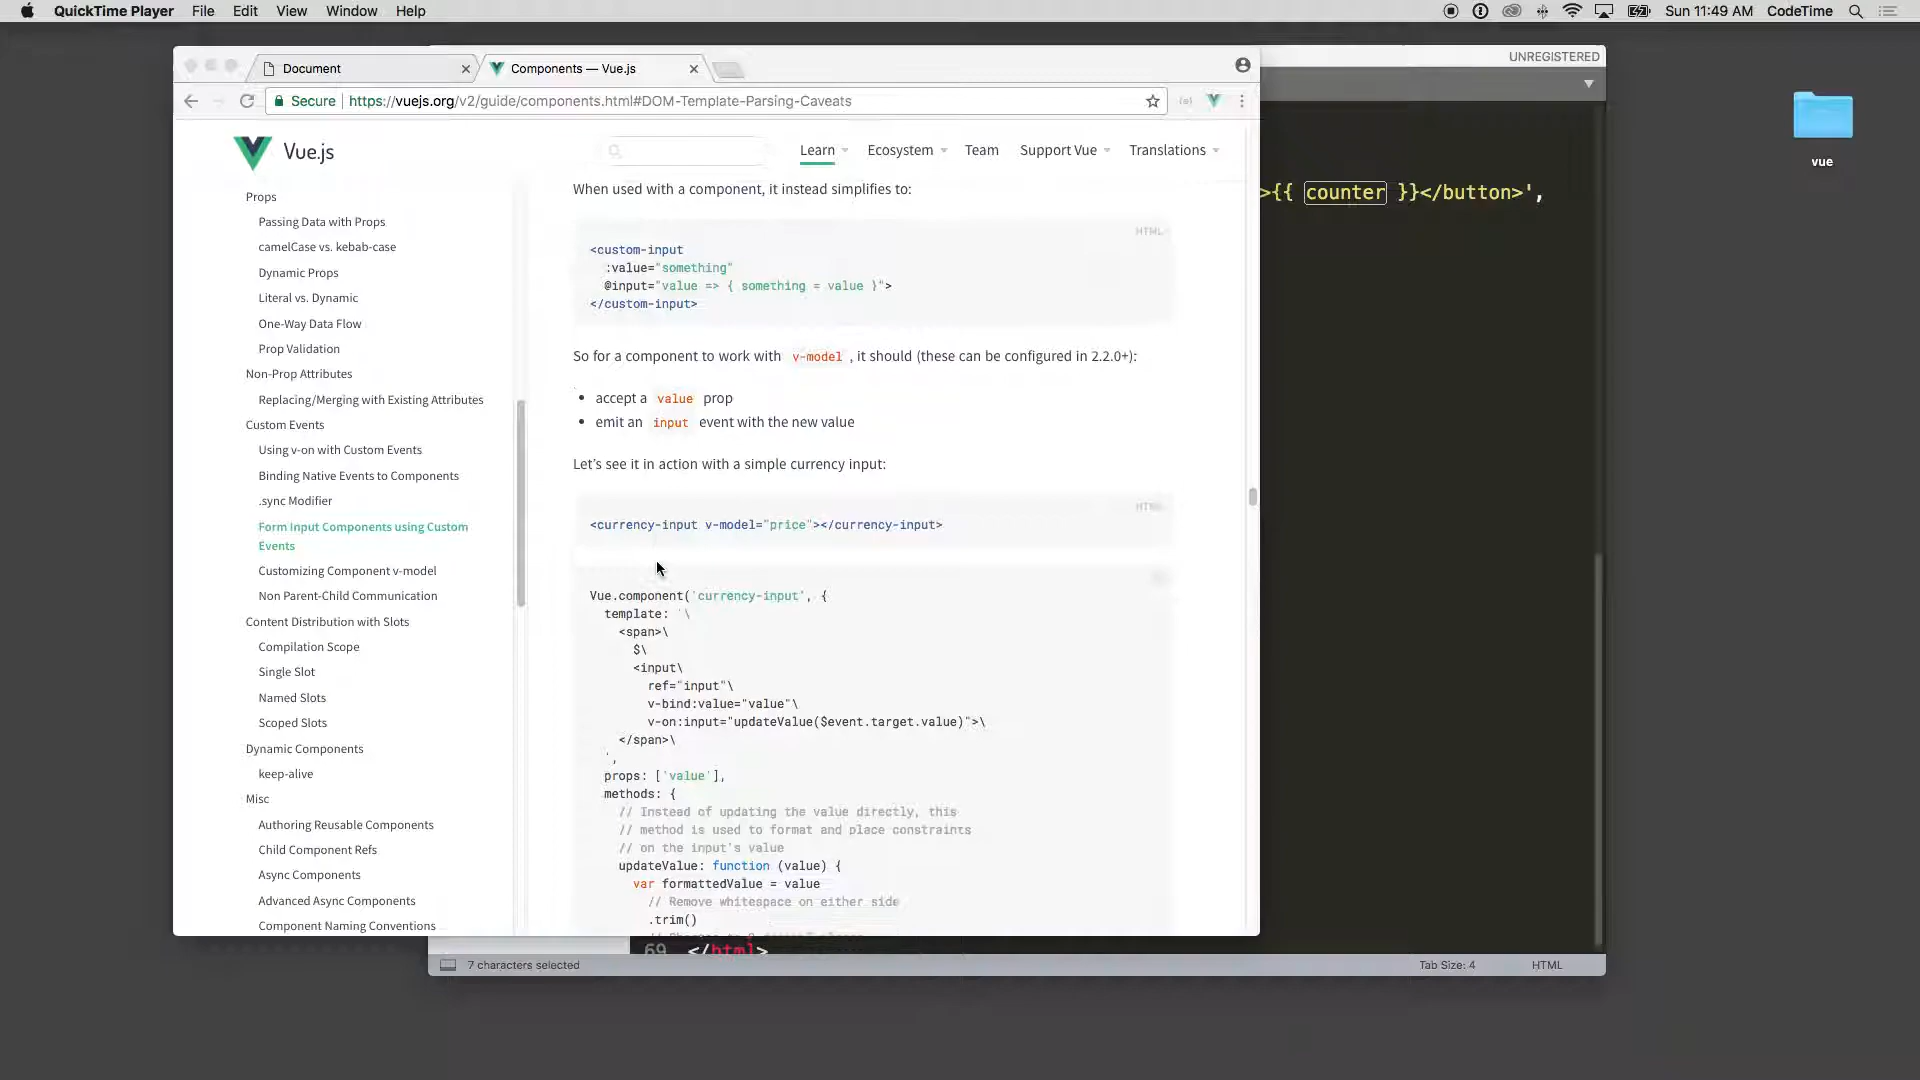 QuickTime Player File Edit View Window Help
Sun 11:49 AM CodeTime
UNREGISTERED
Document
Components — Vue.js
Secure https://vuejs.org/v2/guide/components.html#DOM-Template-Parsing-Caveats
vue
Vue.js
Learn Ecosystem Team Support Vue Translations
>{{ counter }}</button>',
Props
Passing Data with Props
camelCase vs. kebab-case
Dynamic Props
Literal vs. Dynamic
One-Way Data Flow
Prop Validation
Non-Prop Attributes
Replacing/Merging with Existing Attributes
Custom Events
Using v-on with Custom Events
Binding Native Events to Components
.sync Modifier
Form Input Components using Custom
Events
Customizing Component v-model
Non Parent-Child Communication
Content Distribution with Slots
Compilation Scope
Single Slot
Named Slots
Scoped Slots
Dynamic Components
keep-alive
Misc
Authoring Reusable Components
Child Component Refs
Async Components
Advanced Async Components
Component Naming Conventions
When used with a component, it instead simplifies to:
HTML
<custom-input
:value="something"
@input="value => { something = value }">
</custom-input>
So for a component to work with v-model , it should (these can be configured in 2.2.0+):
• accept a value prop
• emit an input event with the new value
Let's see it in action with a simple currency input:
HTML
<currency-input v-model="price"></currency-input>
Vue.component('currency-input', {
template: '\
<span>\
$\
<input\
ref="input"\
v-bind:value="value"\
v-on:input="updateValue($event.target.value)">\
</span>\
',
props: ['value'],
methods: {
// Instead of updating the value directly, this
// method is used to format and place constraints
// on the input's value
updateValue: function (value) {
var formattedValue = value
// Remove whitespace on either side
.trim()
69 </html>
7 characters selected
Tab Size: 4 HTML